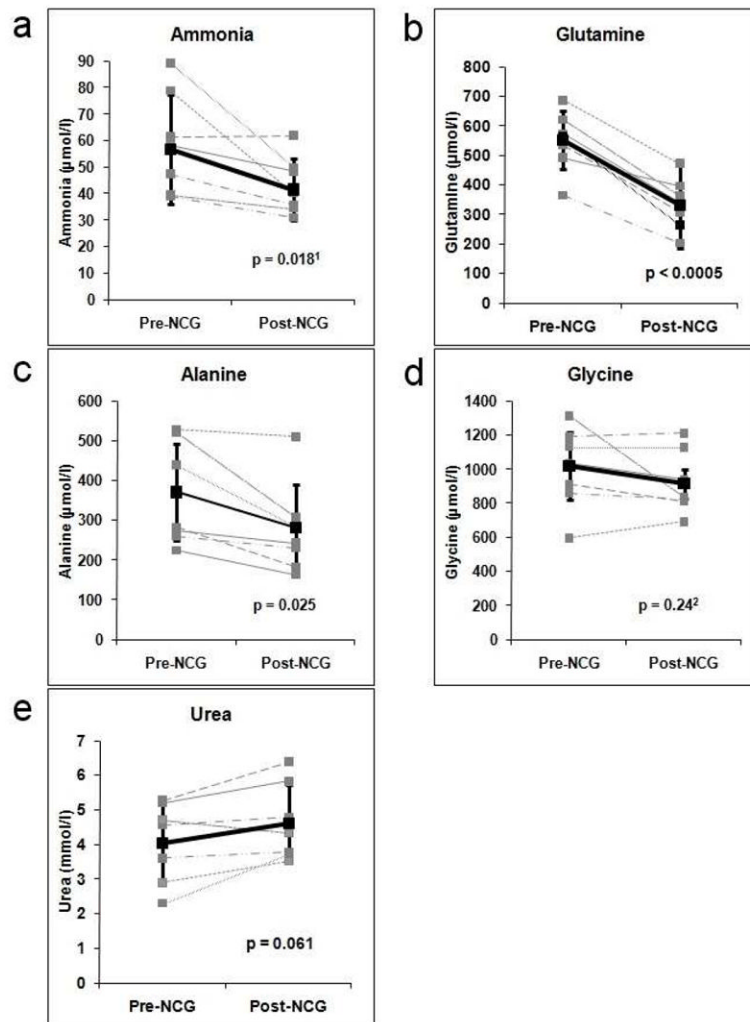 a
Ammonia
Ammonia (µmol/l)
90
80
70
60
50
40
30
20
10
0
p = 0.018¹
Pre-NCG Post-NCG
b
Glutamine
Glutamine (µmol/l)
800
700
600
500
400
300
200
100
0
p < 0.0005
Pre-NCG Post-NCG
c
Alanine
Alanine (µmol/l)
600
500
400
300
200
100
0
p = 0.025
Pre-NCG Post-NCG
d
Glycine
Glycine (µmol/l)
1400
1200
1000
800
600
400
200
0
p = 0.24²
Pre-NCG Post-NCG
e
Urea
Urea (mmol/l)
7
6
5
4
3
2
1
0
p = 0.061
Pre-NCG Post-NCG